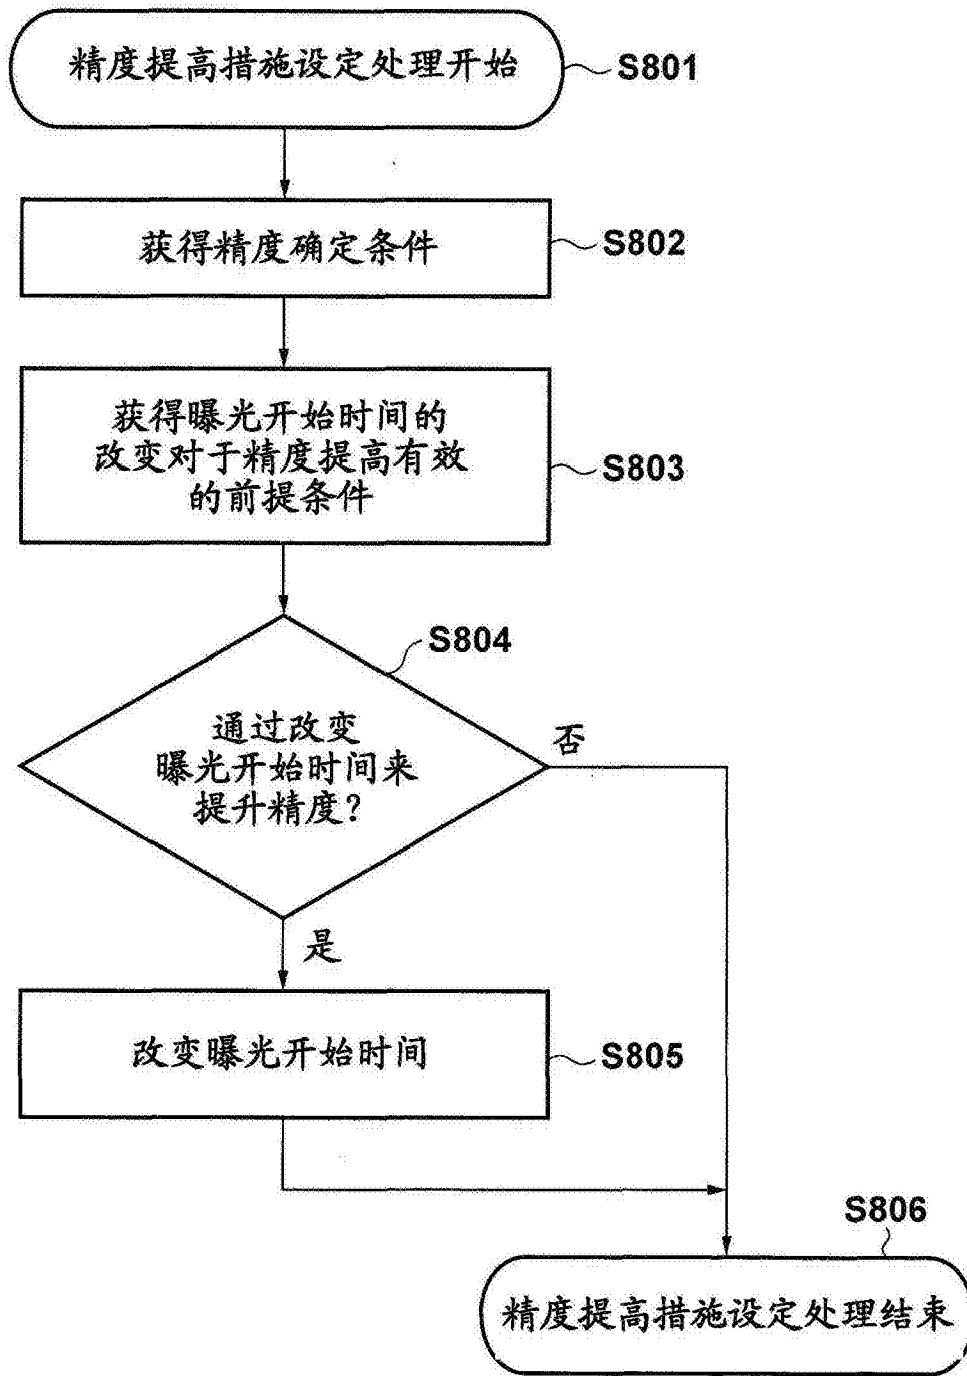 精度提高措施设定处理开始
S801
获得精度确定条件
S802
获得曝光开始时间的
改变对于精度提高有效
的前提条件
S803
S804
通过改变
曝光开始时间来
提升精度？
否
是
改变曝光开始时间
S805
S806
精度提高措施设定处理结束